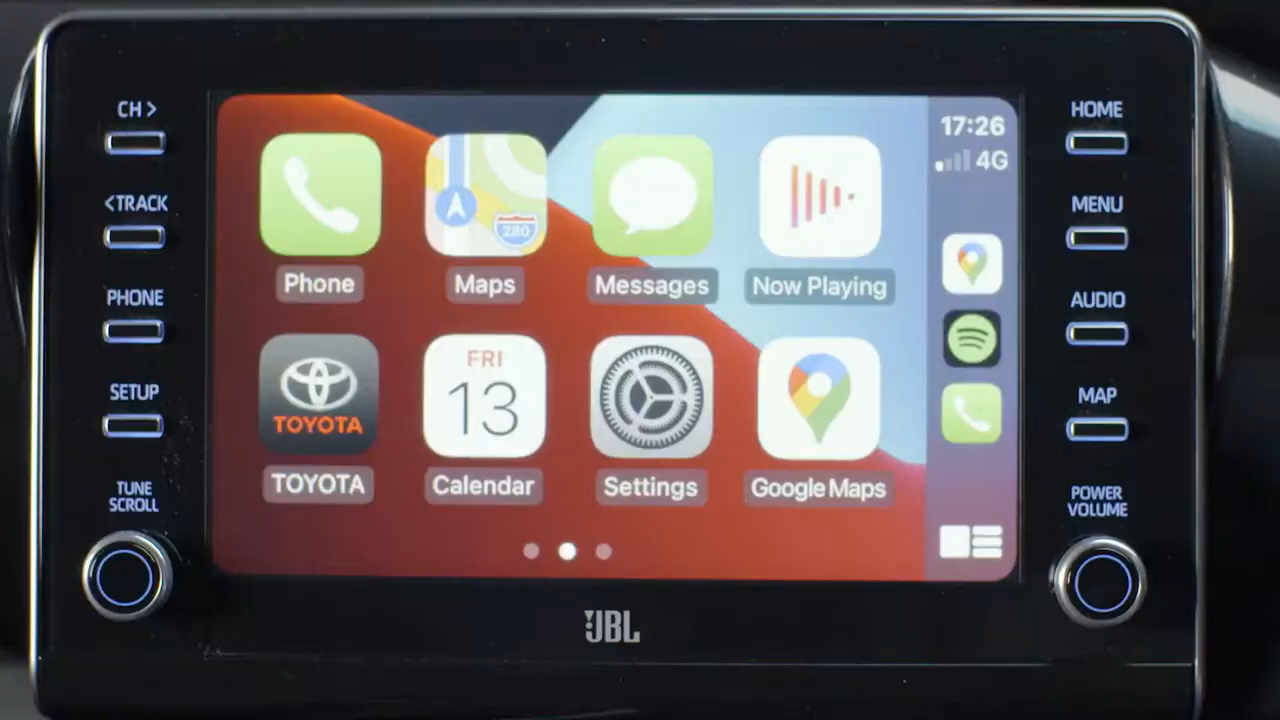 CH >
<TRACK
PHONE
SETUP
TUNE
SCROLL
17:26
4G
280
Phone
Maps
Messages
Now Playing
TOYOTA
FRI
13
TOYOTA
Calendar
Settings
Google Maps
JBL
HOME
MENU
AUDIO
MAP
POWER
VOLUME